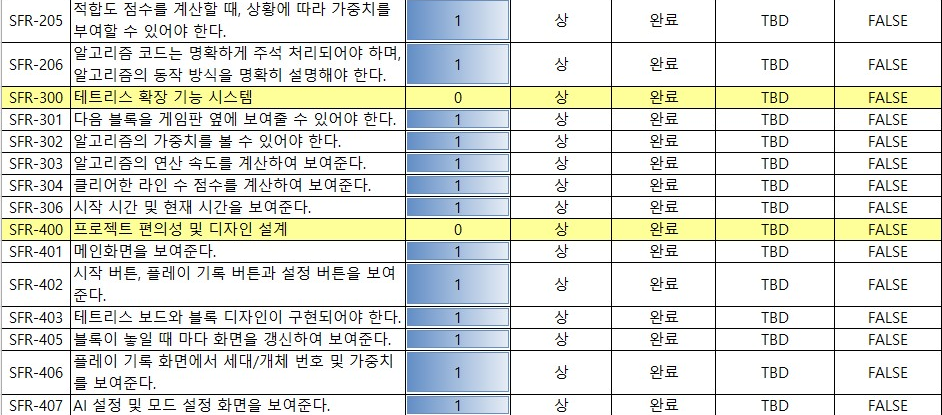 SFR-205 적합도 점수를 계산할 때, 상황에 따라 가중치를 부여할 수 있어야 한다. 1 상 완료 TBD FALSE
SFR-206 알고리즘 코드는 명확하게 주석 처리되어야 하며, 알고리즘의 동작 방식을 명확히 설명해야 한다. 1 상 완료 TBD FALSE
SFR-300 테트리스 확장 기능 시스템 0 상 완료 TBD FALSE
SFR-301 다음 블록을 게임판 옆에 보여줄 수 있어야 한다. 1 상 완료 TBD FALSE
SFR-302 알고리즘의 가중치를 볼 수 있어야 한다. 1 상 완료 TBD FALSE
SFR-303 알고리즘의 연산 속도를 계산하여 보여준다. 1 상 완료 TBD FALSE
SFR-304 클리어한 라인 수 점수를 계산하여 보여준다. 1 상 완료 TBD FALSE
SFR-306 시작 시간 및 현재 시간을 보여준다. 1 상 완료 TBD FALSE
SFR-400 프로젝트 편의성 및 디자인 설계 0 상 완료 TBD FALSE
SFR-401 메인화면을 보여준다. 1 상 완료 TBD FALSE
SFR-402 시작 버튼, 플레이 기록 버튼과 설정 버튼을 보여준다. 1 상 완료 TBD FALSE
SFR-403 테트리스 보드와 블록 디자인이 구현되어야 한다. 1 상 완료 TBD FALSE
SFR-405 블록이 놓일 때 마다 화면을 갱신하여 보여준다. 1 상 완료 TBD FALSE
SFR-406 플레이 기록 화면에서 세대/개체 번호 및 가중치를 보여준다. 1 상 완료 TBD FALSE
SFR-407 AI 설정 및 모드 설정 화면을 보여준다. 1 상 완료 TBD FALSE